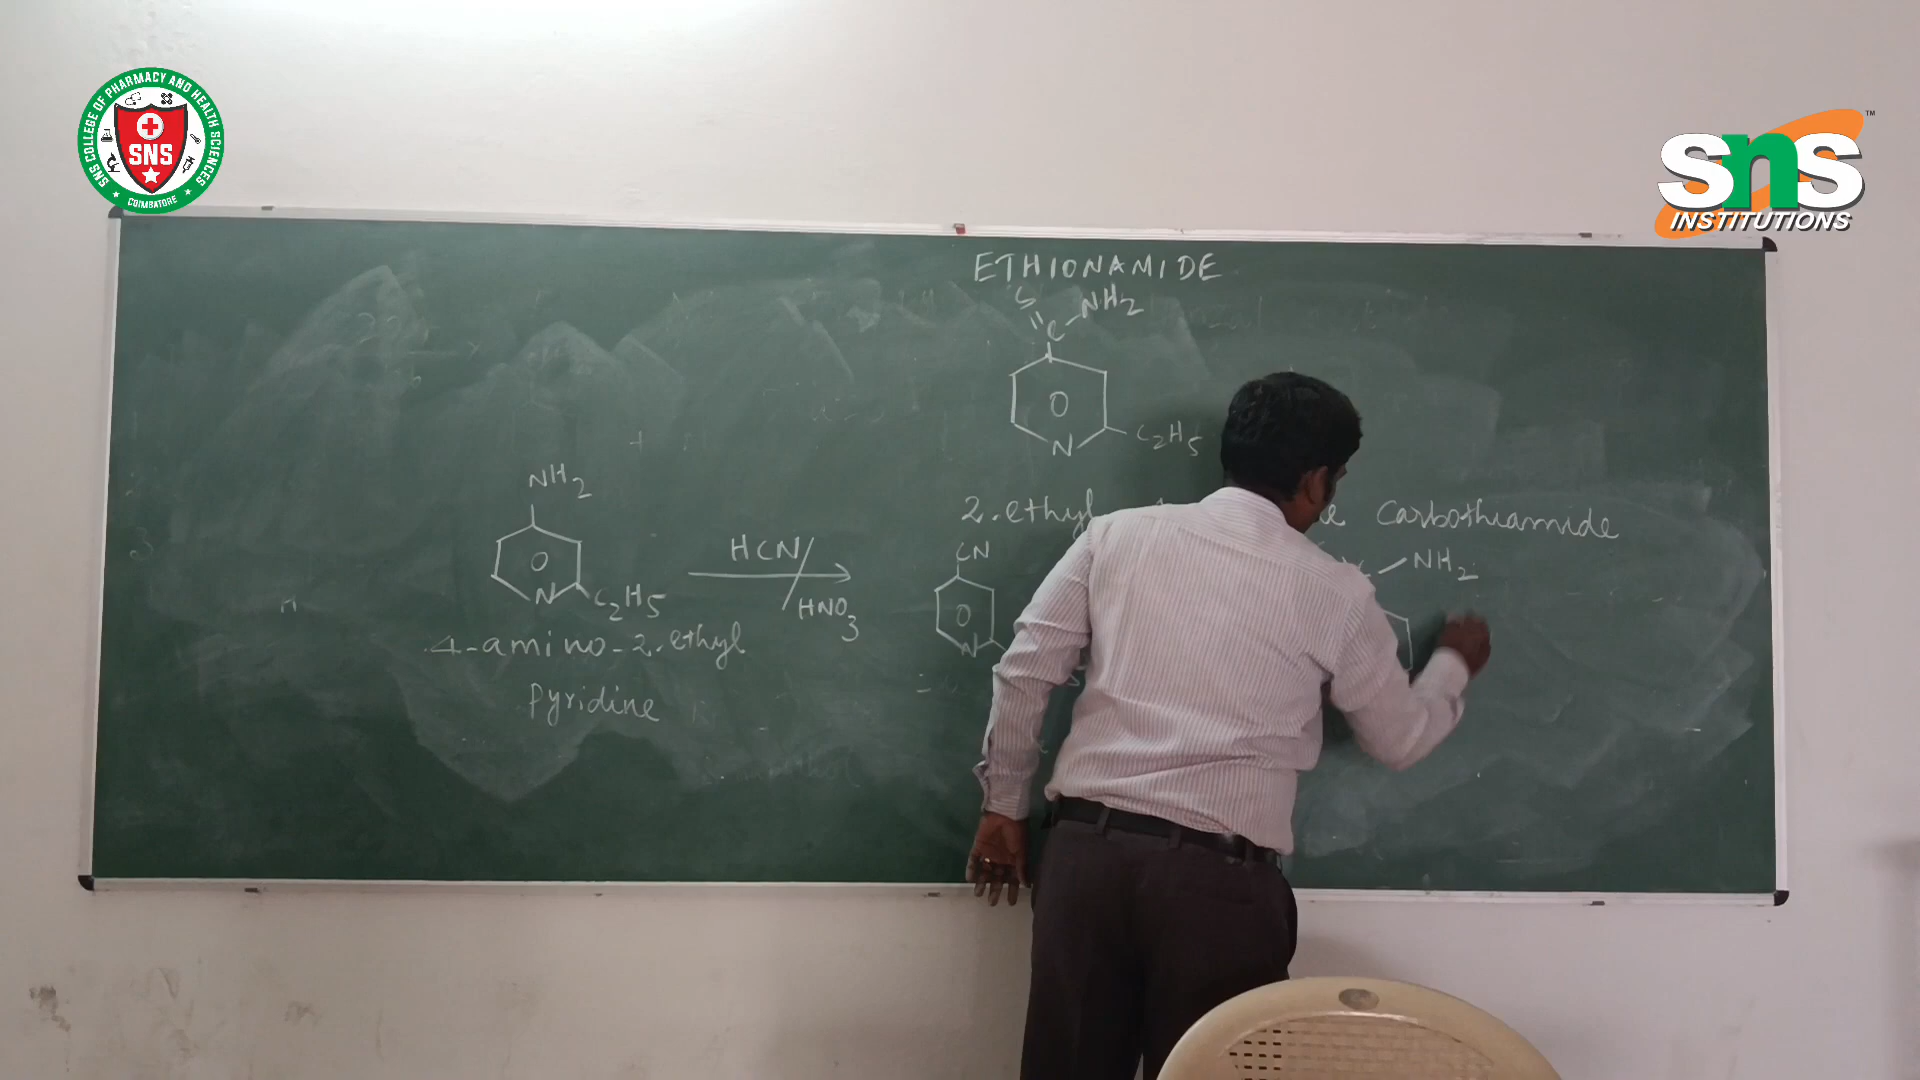 SNS COLLEGE OF PHARMACY AND HEALTH SCIENCES
SNS
COIMBATORE
SNS
INSTITUTIONS
TM
ETHIONAMIDE
S
C
NH2
N
C2H5
2-ethyl
Carbothiamide
NH2
N
C2H5
4-amino-2-ethyl
Pyridine
HCN/
HNO3
CN
N
C
NH2